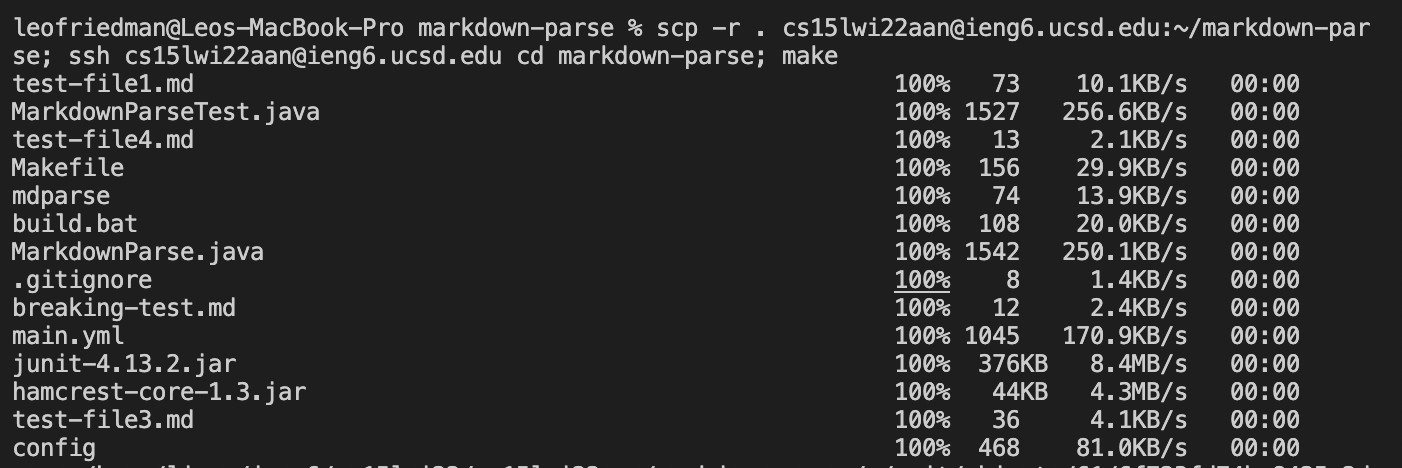 leofriedman@Leos-MacBook-Pro markdown-parse % scp -r . cs15lwi22aan@ieng6.ucsd.edu:~/markdown-par
se; ssh cs15lwi22aan@ieng6.ucsd.edu cd markdown-parse; make
test-file1.md 100% 73 10.1KB/s 00:00
MarkdownParseTest.java 100% 1527 256.6KB/s 00:00
test-file4.md 100% 13 2.1KB/s 00:00
Makefile 100% 156 29.9KB/s 00:00
mdparse 100% 74 13.9KB/s 00:00
build.bat 100% 108 20.0KB/s 00:00
MarkdownParse.java 100% 1542 250.1KB/s 00:00
.gitignore 100% 8 1.4KB/s 00:00
breaking-test.md 100% 12 2.4KB/s 00:00
main.yml 100% 1045 170.9KB/s 00:00
junit-4.13.2.jar 100% 376KB 8.4MB/s 00:00
hamcrest-core-1.3.jar 100% 44KB 4.3MB/s 00:00
test-file3.md 100% 36 4.1KB/s 00:00
config 100% 468 81.0KB/s 00:00